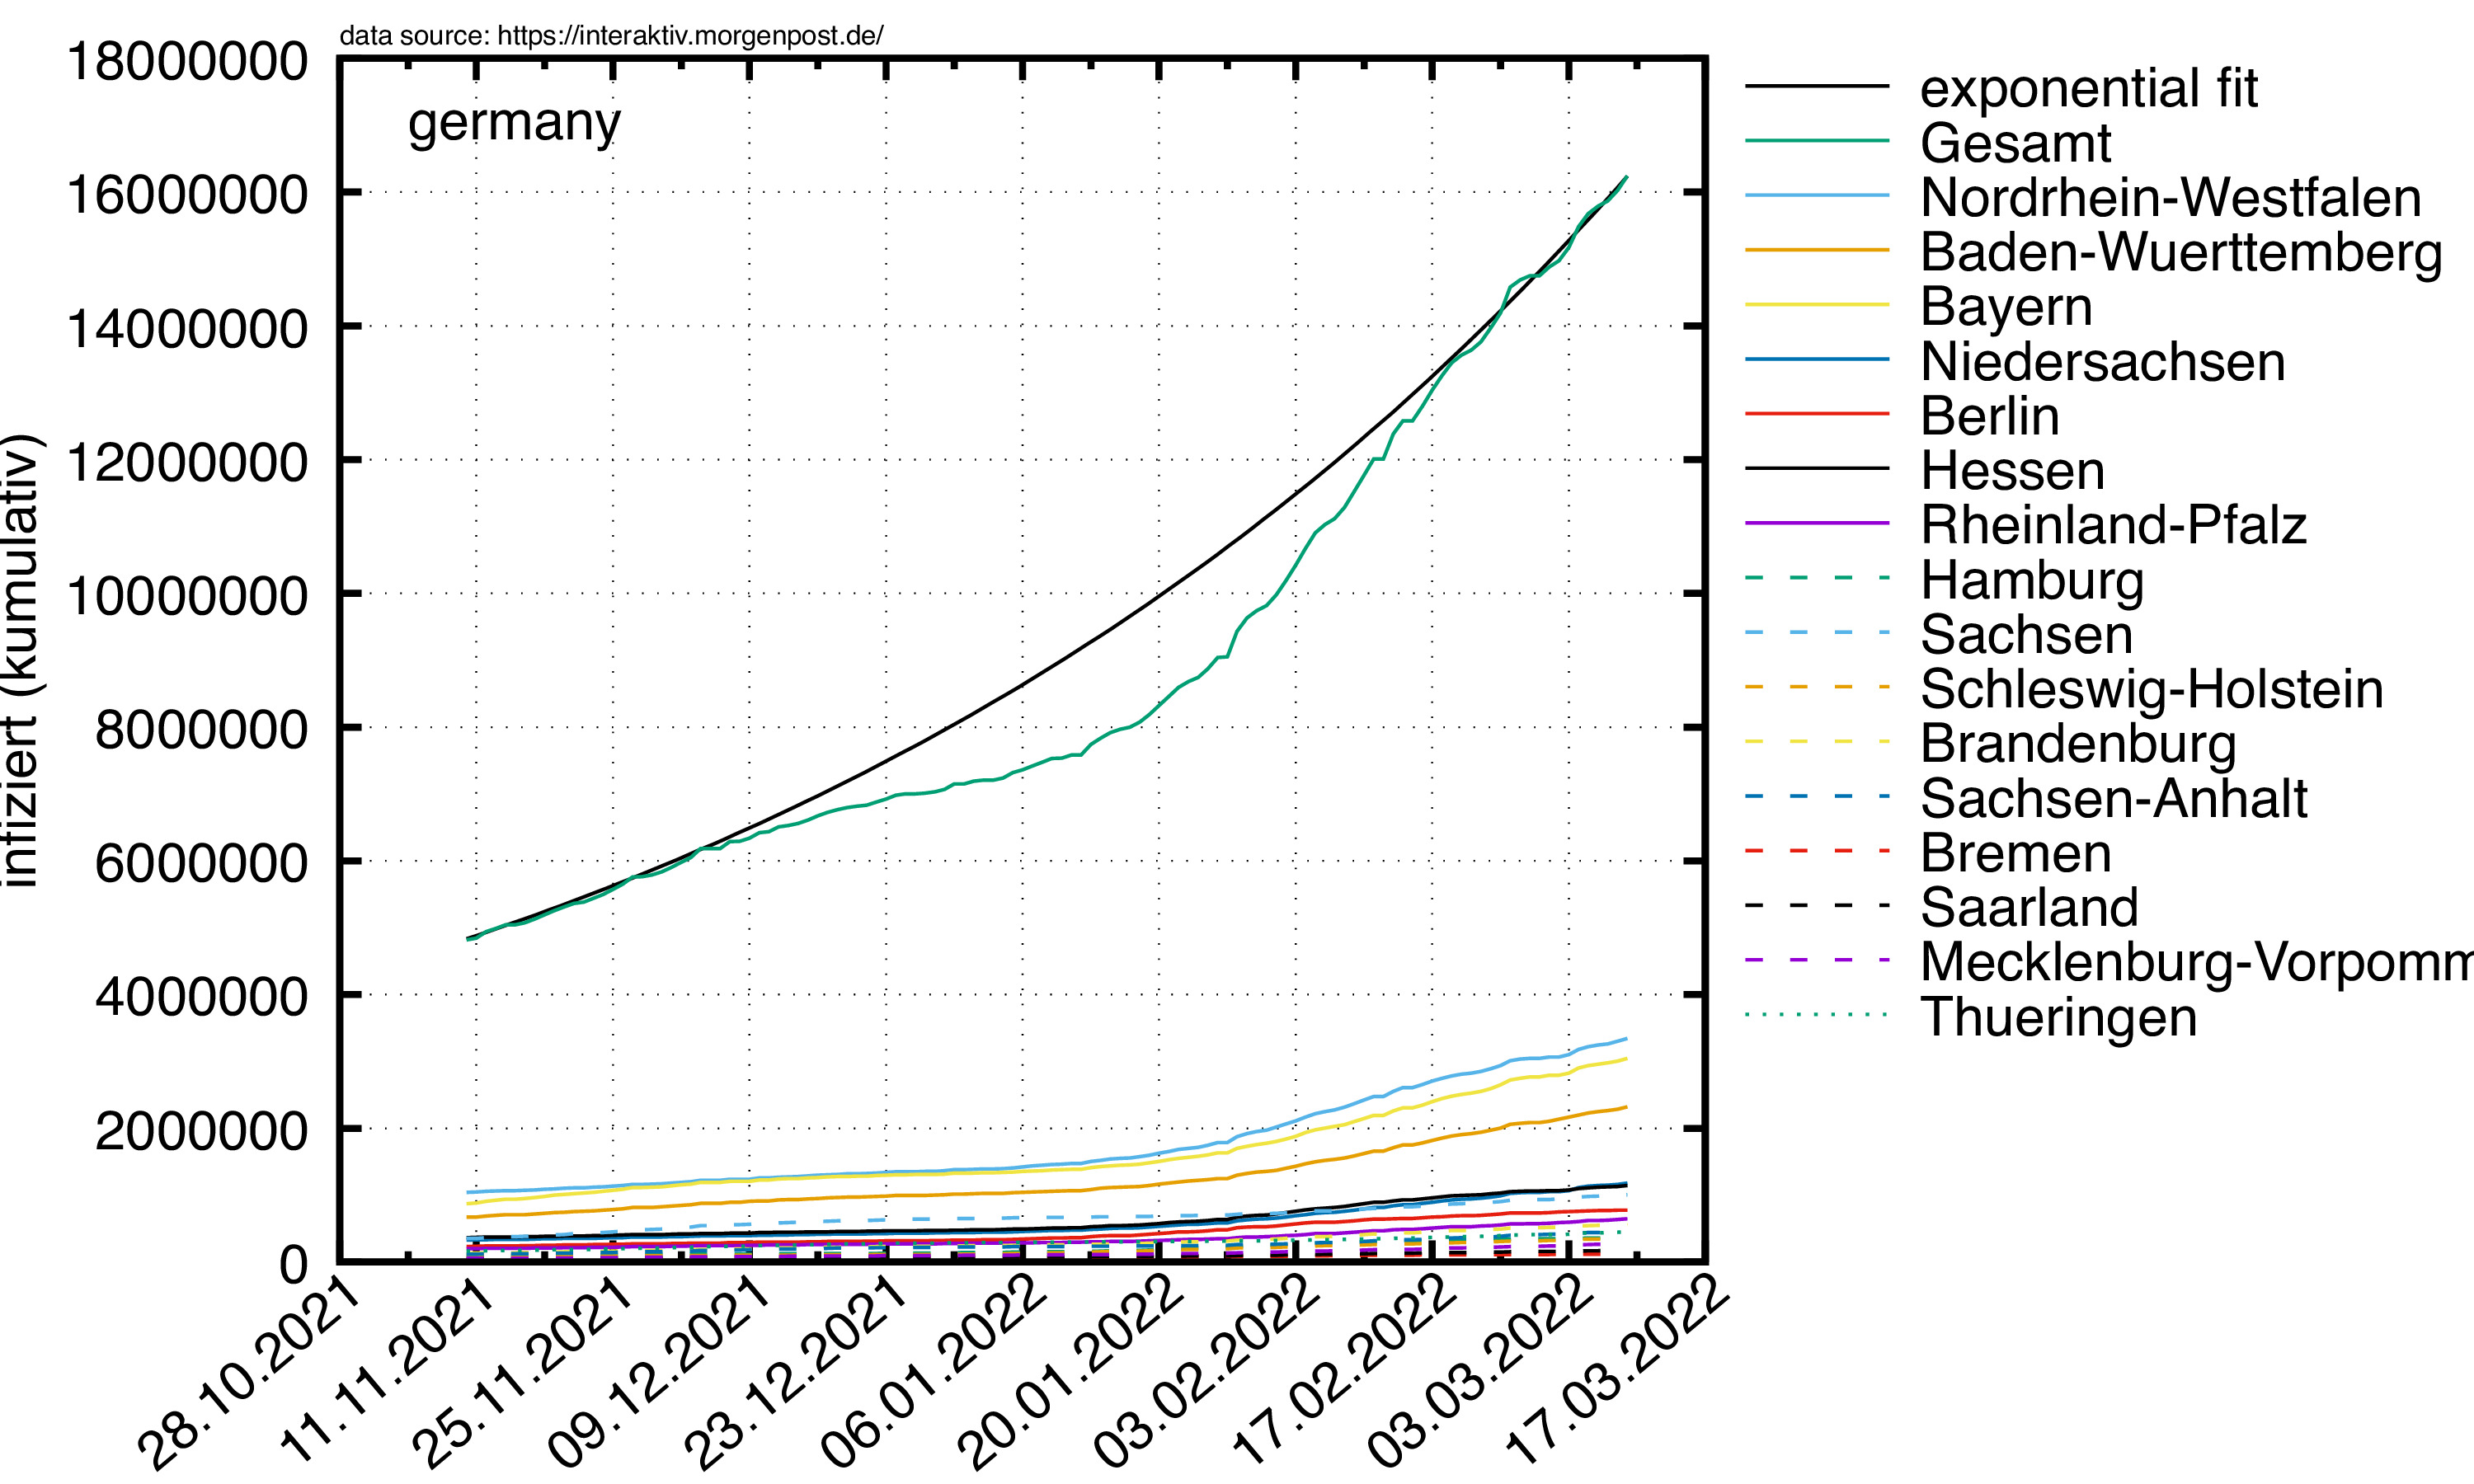 data source: https://interaktiv.morgenpost.de/
18000000
16000000
14000000
12000000
10000000
8000000
6000000
4000000
2000000
0
infiziert (kumulativ)
germany
28.10.2021
11.11.2021
25.11.2021
09.12.2021
23.12.2021
06.01.2022
20.01.2022
03.02.2022
17.02.2022
03.03.2022
17.03.2022
exponential fit
Gesamt
Nordrhein-Westfalen
Baden-Wuerttemberg
Bayern
Niedersachsen
Berlin
Hessen
Rheinland-Pfalz
Hamburg
Sachsen
Schleswig-Holstein
Brandenburg
Sachsen-Anhalt
Bremen
Saarland
Mecklenburg-Vorpomm
Thueringen